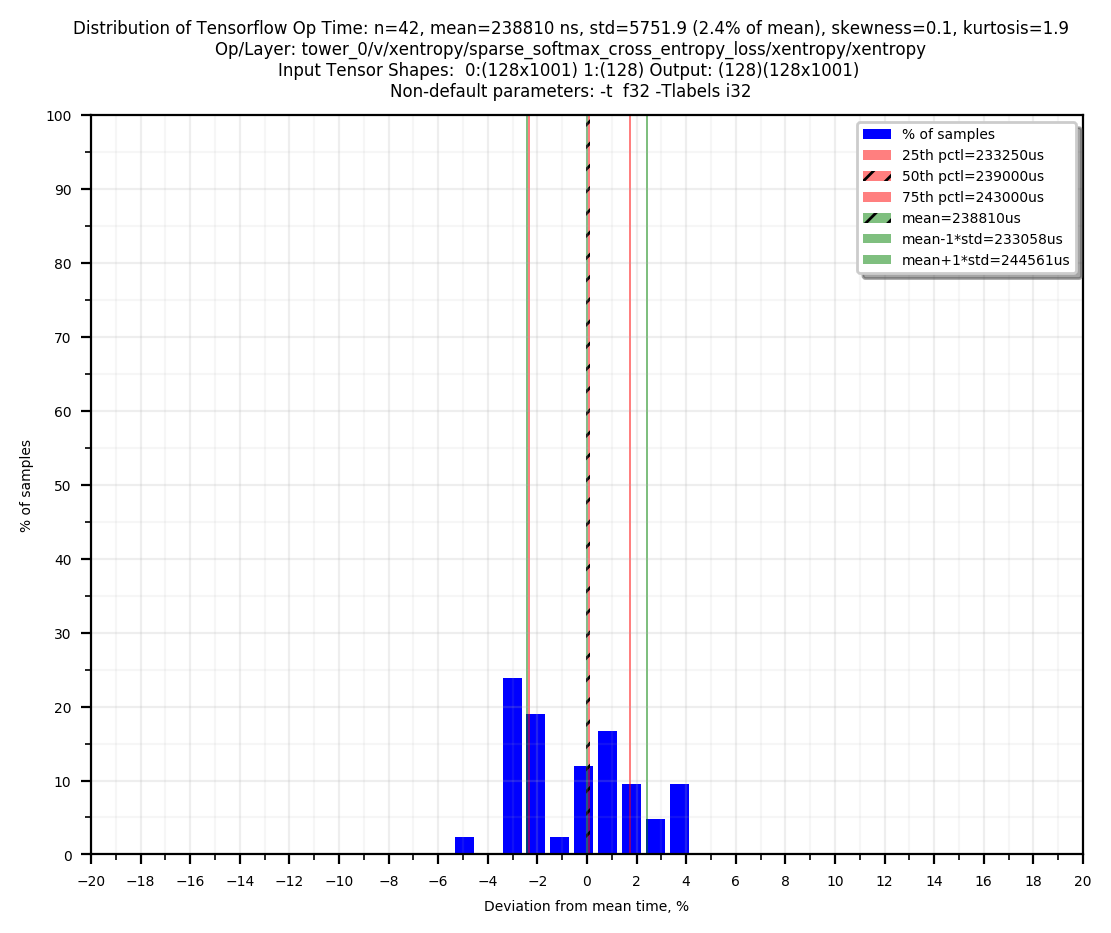 Distribution of Tensorflow Op Time: n=42, mean=238810 ns, std=5751.9 (2.4% of mean), skewness=0.1, kurtosis=1.9
Op/Layer: tower_0/v/xentropy/sparse_softmax_cross_entropy_loss/xentropy/xentropy
Input Tensor Shapes:  0:(128x1001) 1:(128) Output: (128)(128x1001)
Non-default parameters: -t  f32 -Tlabels i32
100
90
80
70
60
50
40
30
20
10
0
% of samples
% of samples
25th pctl=233250us
50th pctl=239000us
75th pctl=243000us
mean=238810us
mean-1*std=233058us
mean+1*std=244561us
−20 −18 −16 −14 −12 −10 −8 −6 −4 −2 0 2 4 6 8 10 12 14 16 18 20
Deviation from mean time, %